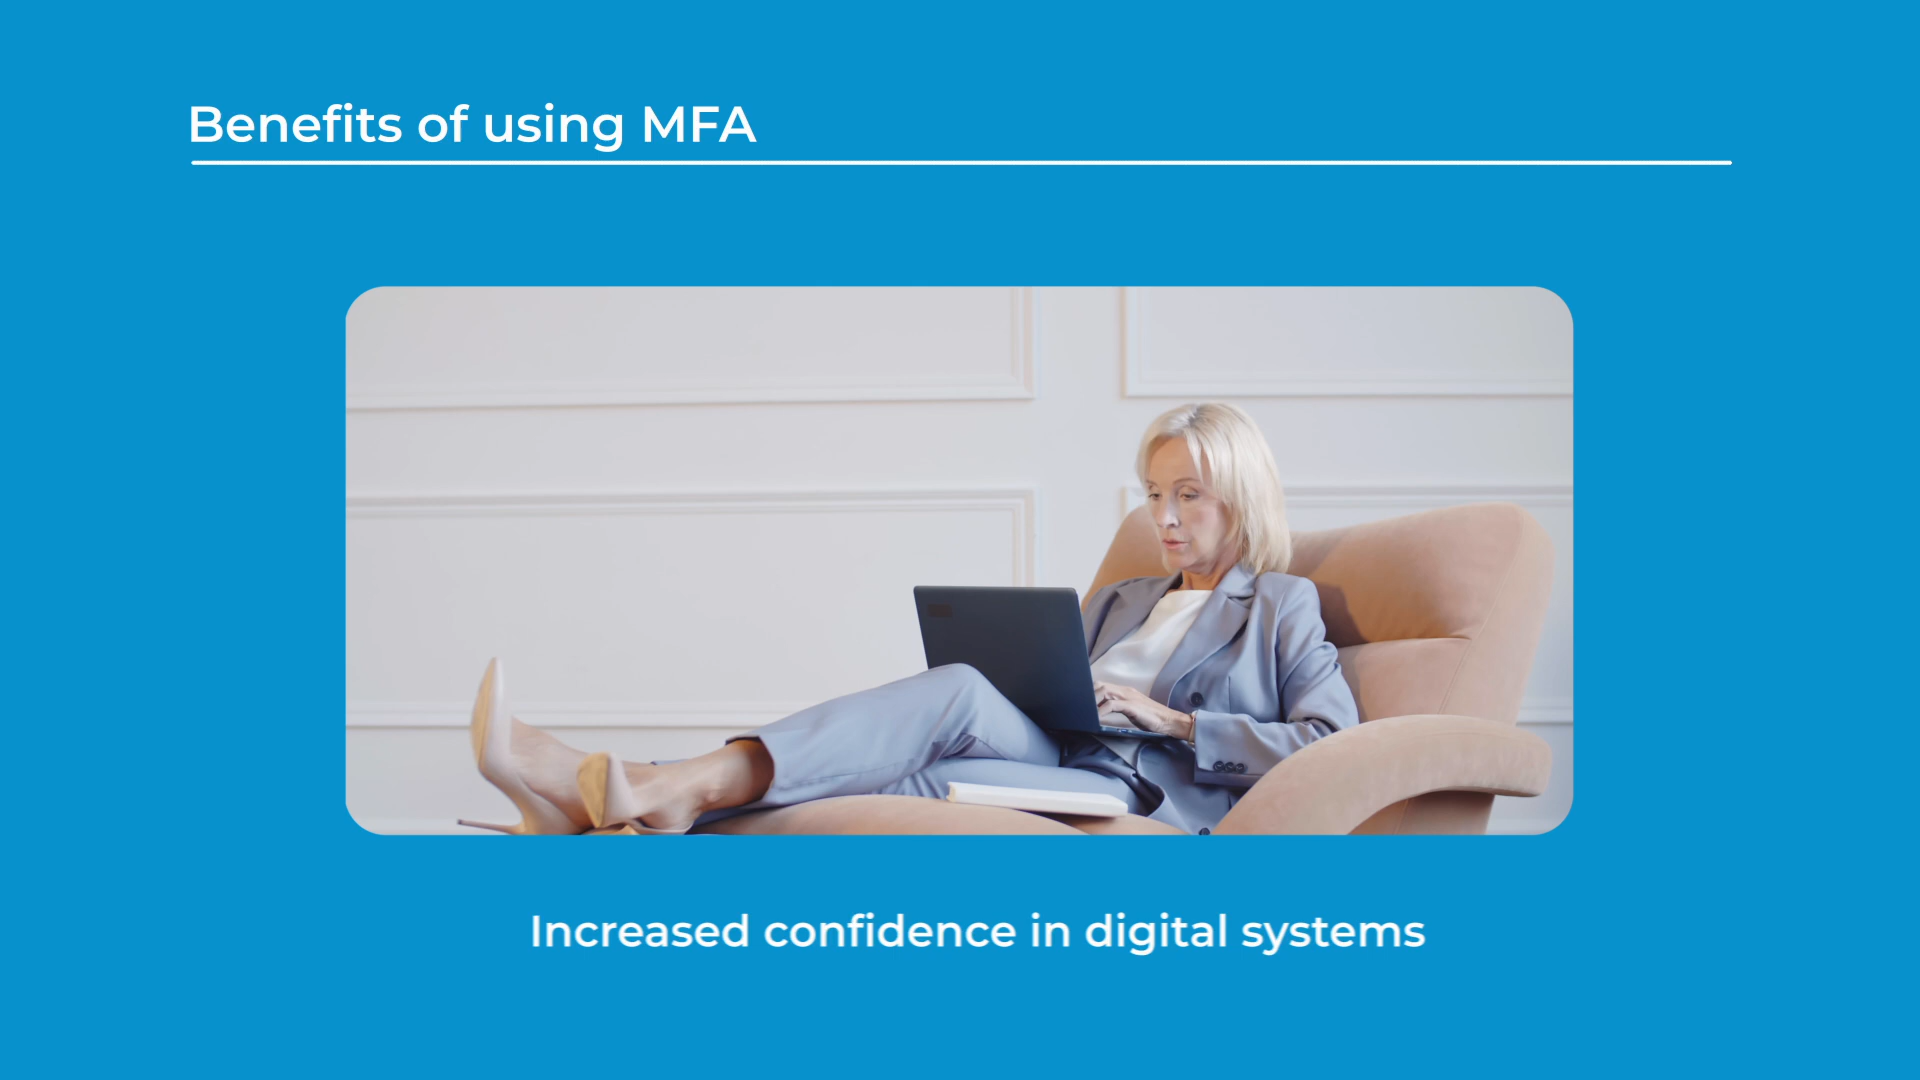 Benefits of using MFA
Increased confidence in digital systems